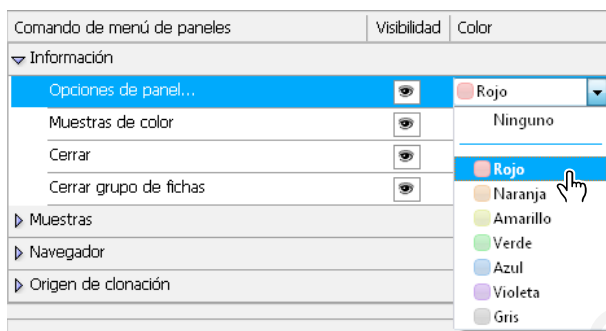 Comando de menú de paneles Visibilidad Color
Información
Opciones de panel... Rojo
Muestras de color Ninguno
Cerrar Rojo
Cerrar grupo de fichas Naranja
Muestras Amarillo
Navegador Verde
Origen de clonación Azul
Violeta
Gris